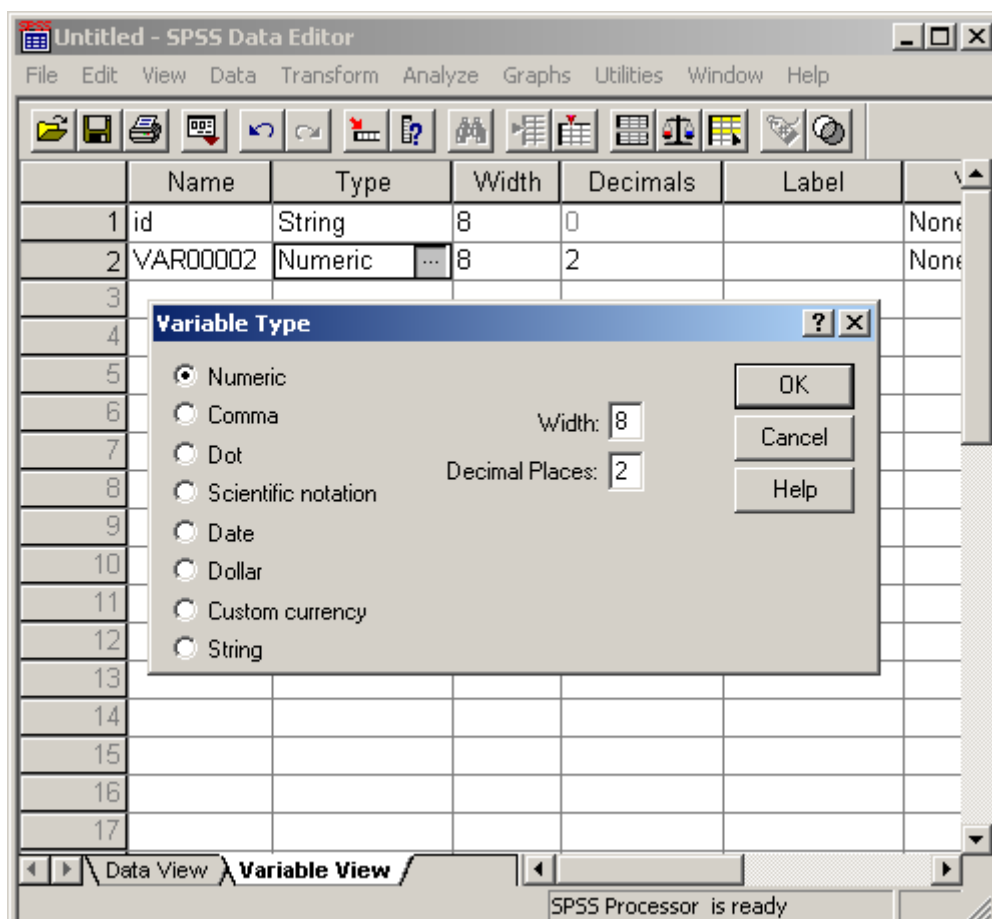 SPSS Untitled - SPSS Data Editor
File Edit View Data Transform Analyze Graphs Utilities Window Help
Name Type Width Decimals Label
1 id String 8 0 None
2 VAR00002 Numeric ... 8 2 None
3
Variable Type
4
5 Numeric OK
6 Comma Width: 8
7 Dot Cancel
Decimal Places: 2
8 Scientific notation Help
9 Date
10 Dollar
11 Custom currency
12 String
13
14
15
16
17
Data View Variable View
SPSS Processor is ready